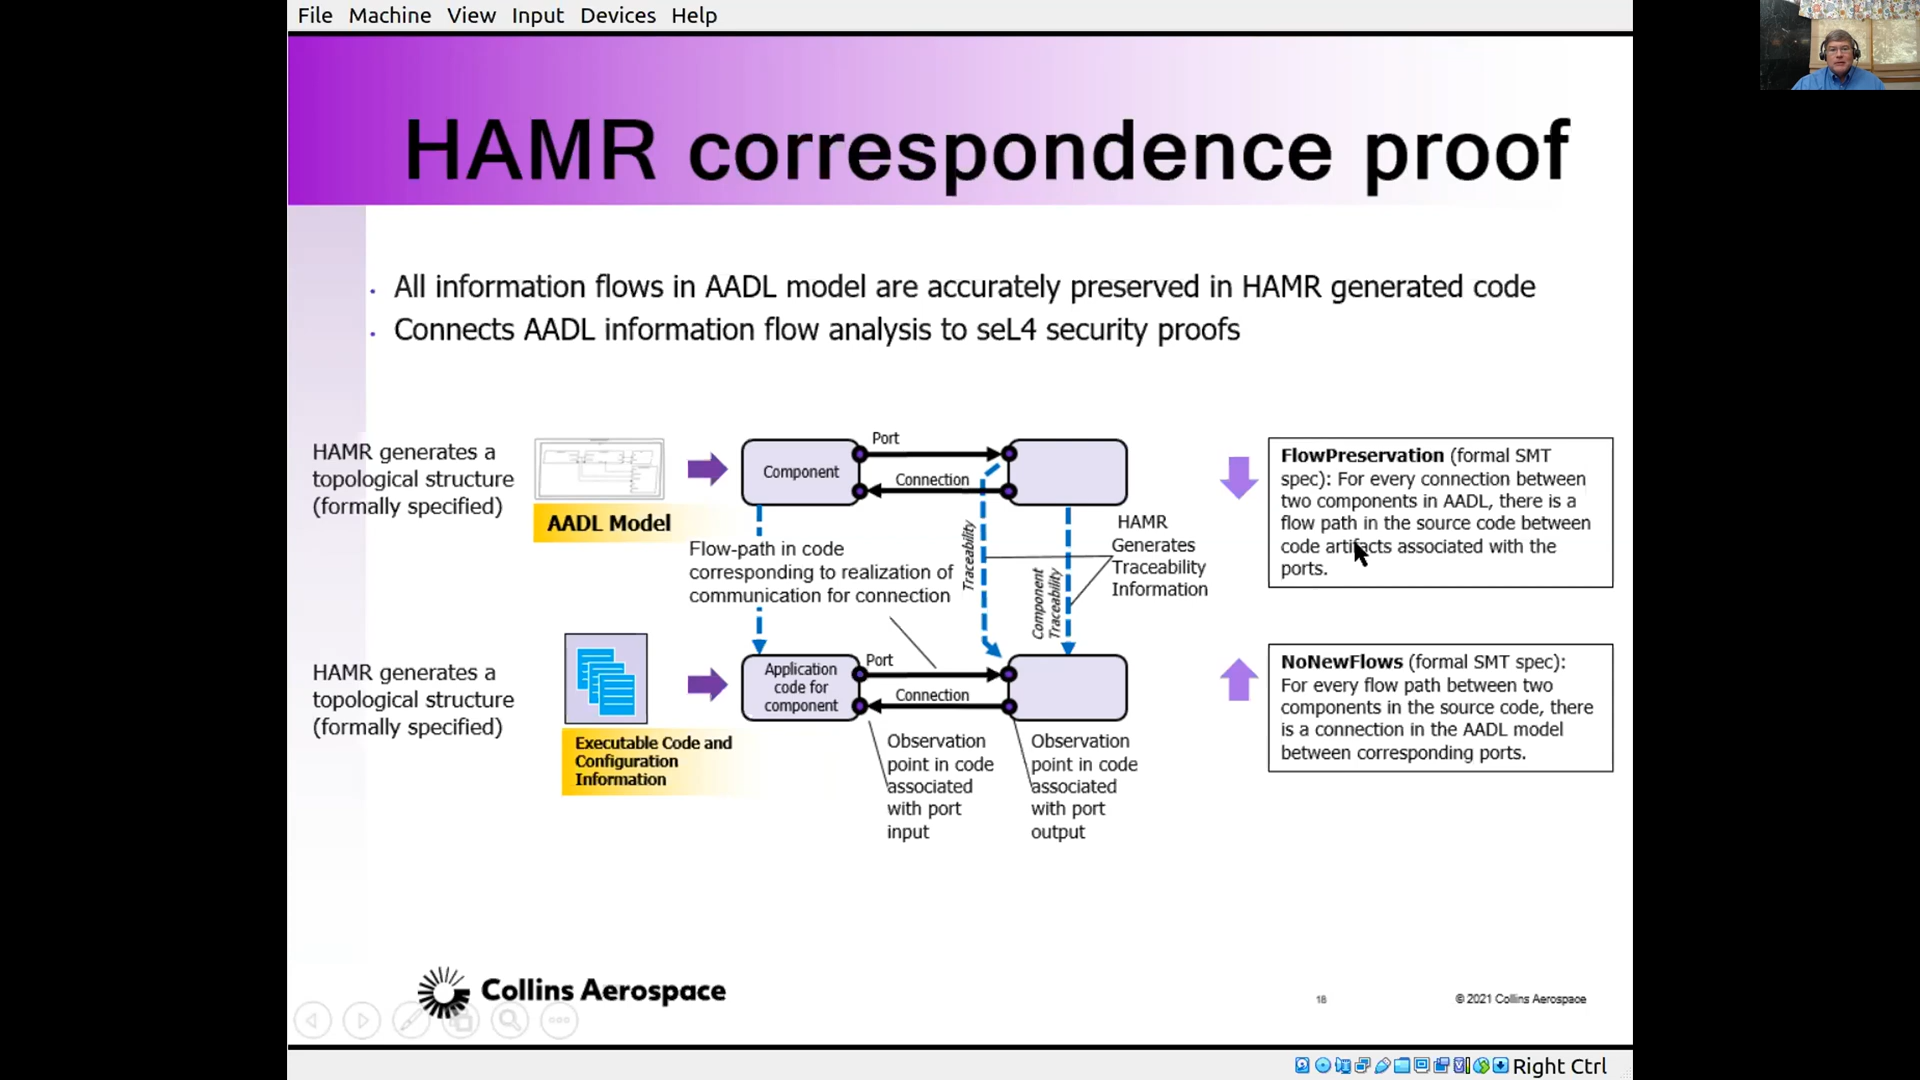 File Machine View Input Devices Help
HAMR correspondence proof
All information flows in AADL model are accurately preserved in HAMR generated code
Connects AADL information flow analysis to seL4 security proofs
HAMR generates a
topological structure
(formally specified)
AADL Model
Component
Port
Connection
Flow-path in code
corresponding to realization of
communication for connection
Traceability
Component
Traceability
HAMR
Generates
Traceability
Information
FlowPreservation (formal SMT
spec): For every connection between
two components in AADL, there is a
flow path in the source code between
code artifacts associated with the
ports.
HAMR generates a
topological structure
(formally specified)
Executable Code and
Configuration
Information
Application
code for
component
Port
Connection
Observation
point in code
associated
with port
input
Observation
point in code
associated
with port
output
NoNewFlows (formal SMT spec):
For every flow path between two
components in the source code, there
is a connection in the AADL model
between corresponding ports.
Collins Aerospace
18
© 2021 Collins Aerospace
Right Ctrl